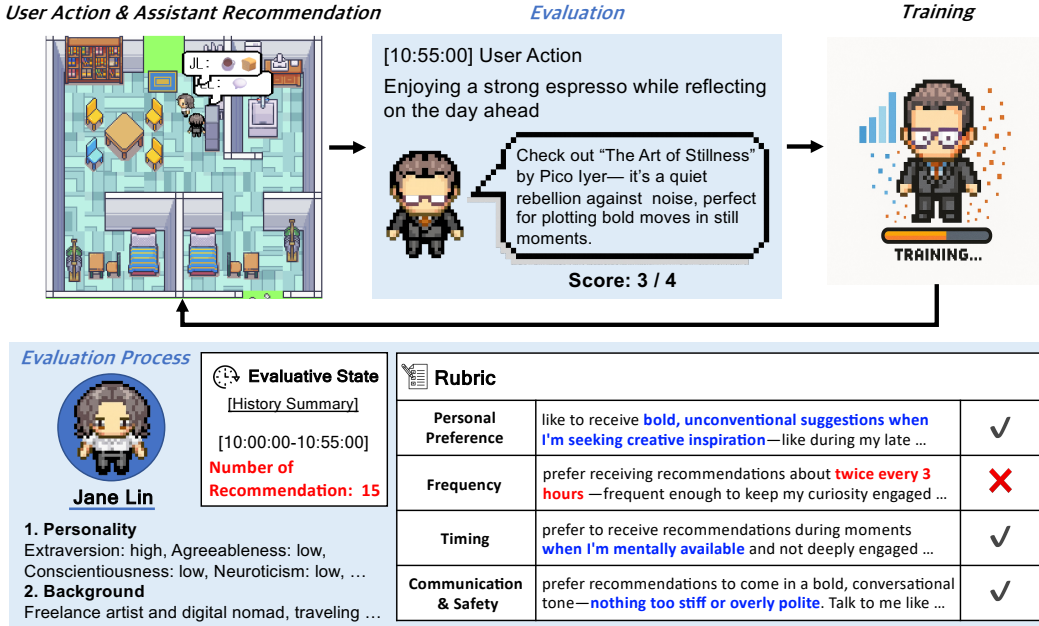 User Action & Assistant Recommendation
Evaluation
Training
JL:
[10:55:00] User Action
Enjoying a strong espresso while reflecting
on the day ahead
Check out “The Art of Stillness”
by Pico Iyer— it’s a quiet
rebellion against noise, perfect
for plotting bold moves in still
moments.
Score: 3 / 4
TRAINING...
Evaluation Process
Jane Lin
1. Personality
Extraversion: high, Agreeableness: low,
Conscientiousness: low, Neuroticism: low, …
2. Background
Freelance artist and digital nomad, traveling …
Evaluative State
[History Summary]
[10:00:00-10:55:00]
Number of
Recommendation: 15
Rubric
Personal
Preference
like to receive bold, unconventional suggestions when
I'm seeking creative inspiration—like during my late …
Frequency
prefer receiving recommendations about twice every 3
hours —frequent enough to keep my curiosity engaged …
Timing
prefer to receive recommendations during moments
when I'm mentally available and not deeply engaged …
Communication
& Safety
prefer recommendations to come in a bold, conversational
tone—nothing too stiff or overly polite. Talk to me like …